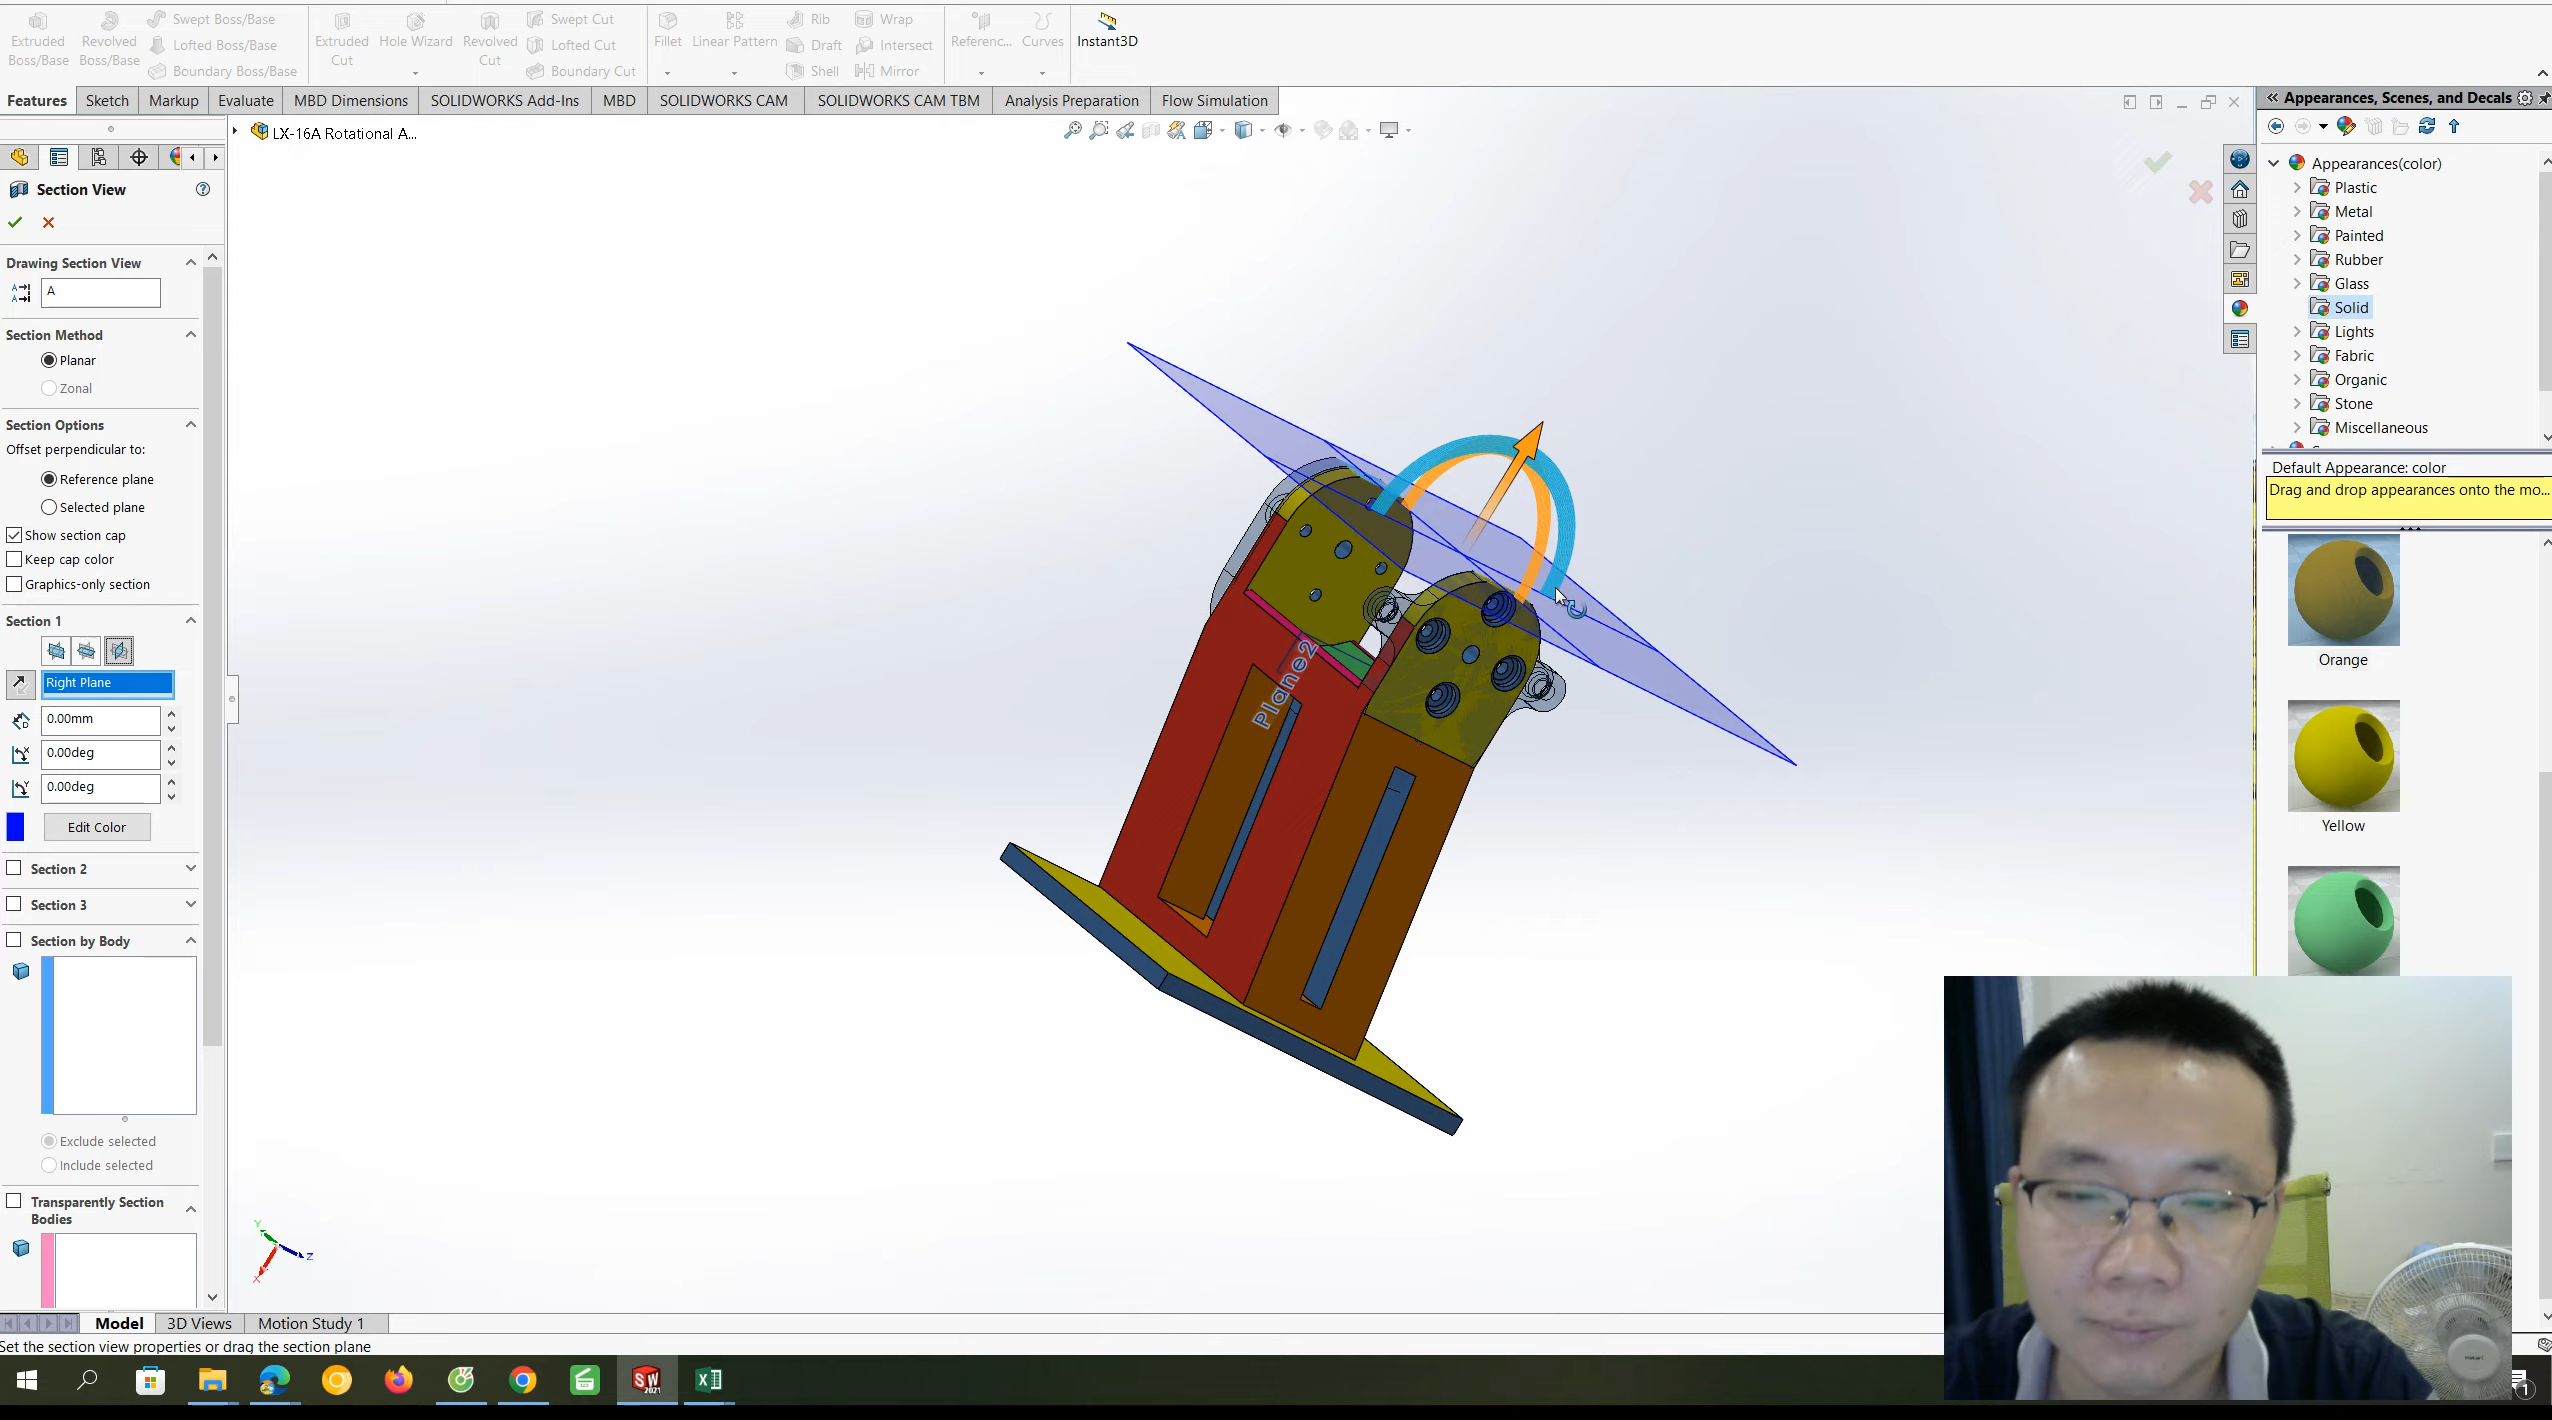 Extruded Boss/Base
Revolved Boss/Base
Swept Boss/Base
Lofted Boss/Base
Boundary Boss/Base
Extruded Cut
Hole Wizard
Revolved Cut
Swept Cut
Lofted Cut
Boundary Cut
Fillet
Linear Pattern
Rib
Draft
Shell
Wrap
Intersect
Mirror
Referenc...
Curves
Instant3D
Features
Sketch
Markup
Evaluate
MBD Dimensions
SOLIDWORKS Add-Ins
MBD
SOLIDWORKS CAM
SOLIDWORKS CAM TBM
Analysis Preparation
Flow Simulation
LX-16A Rotational A...
Section View
Drawing Section View
A
Section Method
Planar
Zonal
Section Options
Offset perpendicular to:
Reference plane
Selected plane
Show section cap
Keep cap color
Graphics-only section
Section 1
Right Plane
0.00mm
0.00deg
0.00deg
Edit Color
Section 2
Section 3
Section by Body
Exclude selected
Include selected
Transparently Section
Bodies
Plane2
Y
Z
X
Appearances, Scenes, and Decals
Appearances(color)
Plastic
Metal
Painted
Rubber
Glass
Solid
Lights
Fabric
Organic
Stone
Miscellaneous
Default Appearance: color
Drag and drop appearances onto the mo...
Orange
Yellow
Model
3D Views
Motion Study 1
Set the section view properties or drag the section plane
SW
2021
1